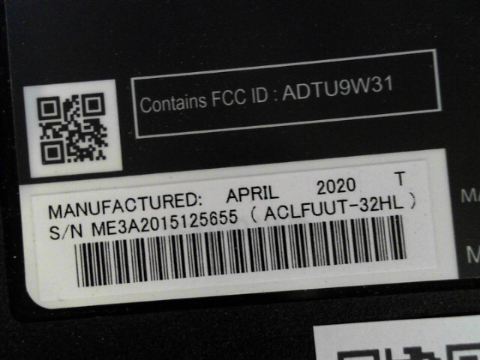 Contains FCC ID : ADTU9W31
MANUFACTURED: APRIL 2020 T
S/N ME3A2015125655 ( ACLFUUT-32HL )